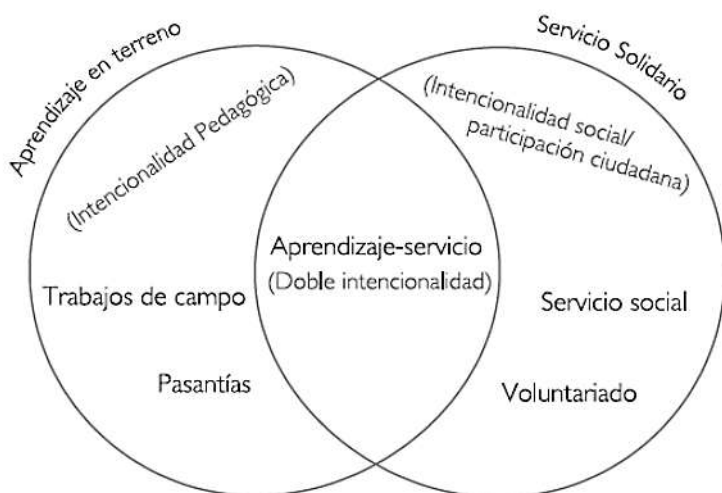 Aprendizaje en terreno
(Intencionalidad Pedagógica)
Servicio Solidario
(Intencionalidad social/
participación ciudadana)
Aprendizaje-servicio
(Doble intencionalidad)
Trabajos de campo
Pasantías
Servicio social
Voluntariado